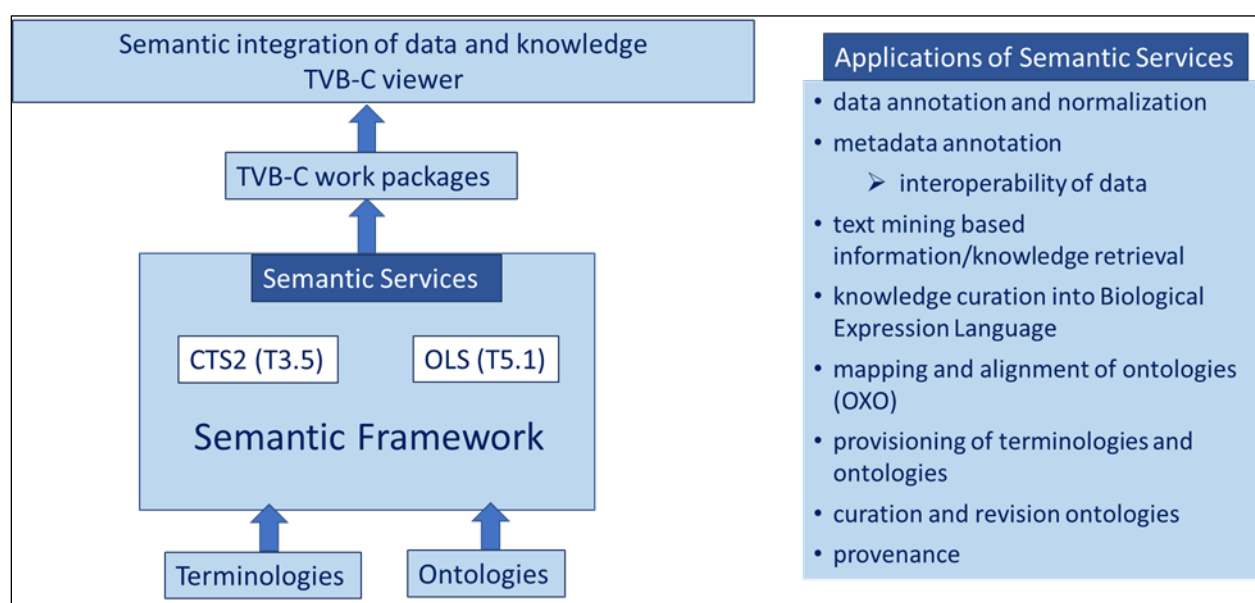 Semantic integration of data and knowledge
TVB-C viewer
TVB-C work packages
Semantic Services
CTS2 (T3.5)
OLS (T5.1)
Semantic Framework
Terminologies
Ontologies
Applications of Semantic Services
• data annotation and normalization
• metadata annotation
➢ interoperability of data
• text mining based
information/knowledge retrieval
• knowledge curation into Biological
Expression Language
• mapping and alignment of ontologies
(OXO)
• provisioning of terminologies and
ontologies
• curation and revision ontologies
• provenance